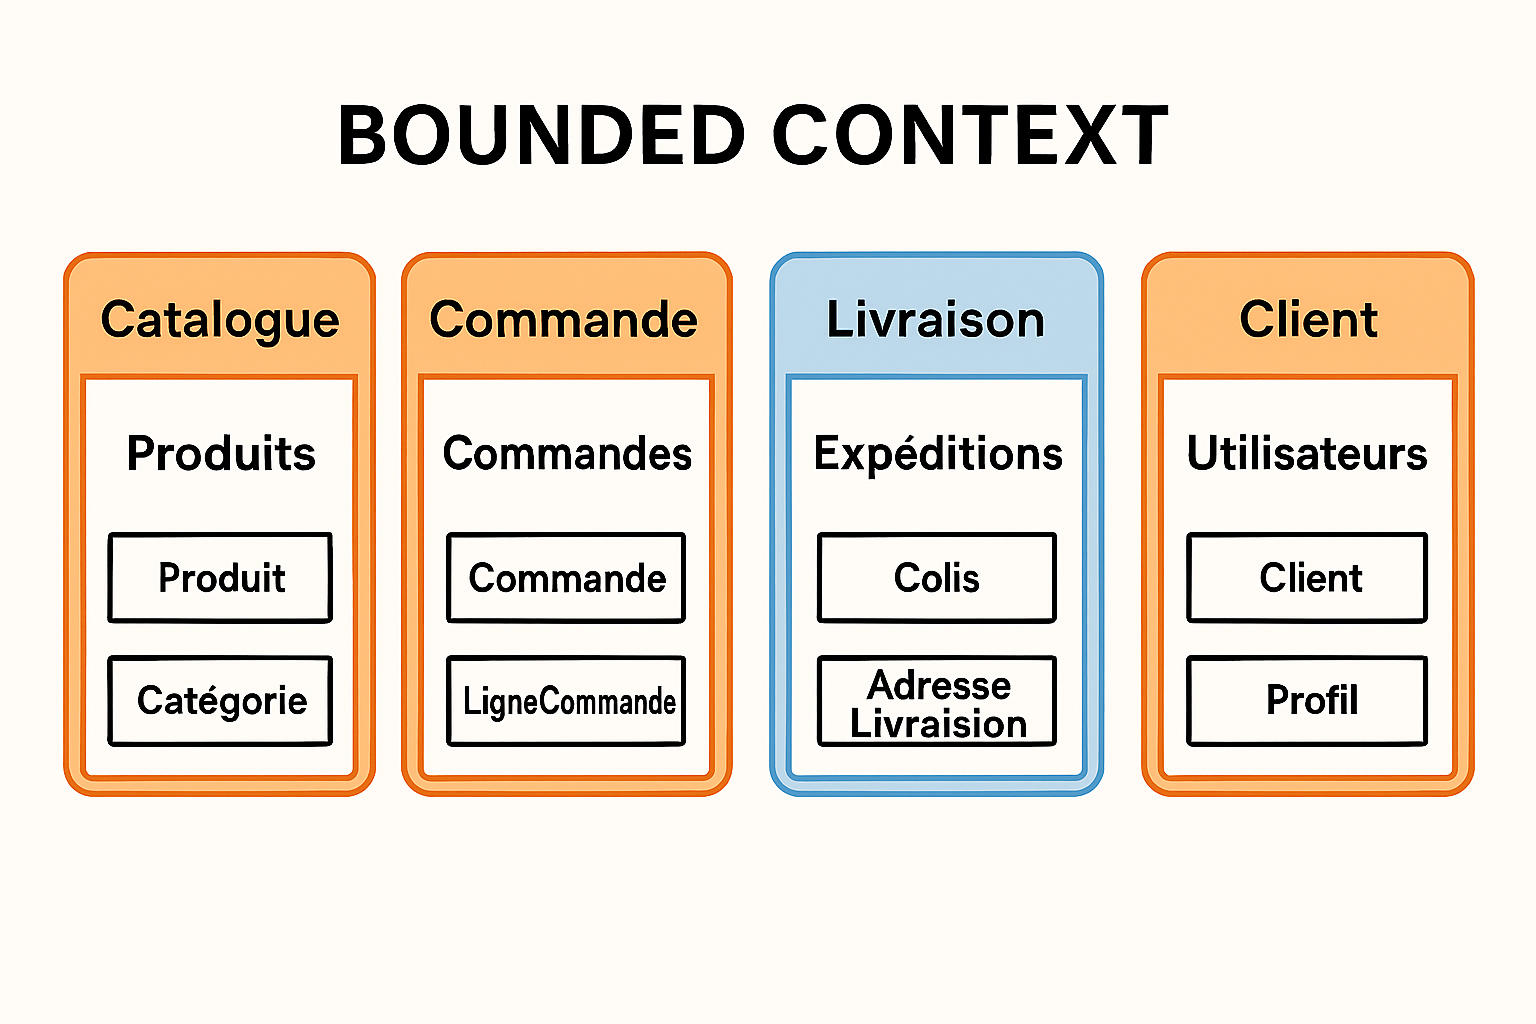 BOUNDED CONTEXT
Catalogue
Produits
Produit
Catégorie
Commande
Commandes
Commande
LigneCommande
Livraison
Expéditions
Colis
Adresse
Livraision
Client
Utilisateurs
Client
Profil